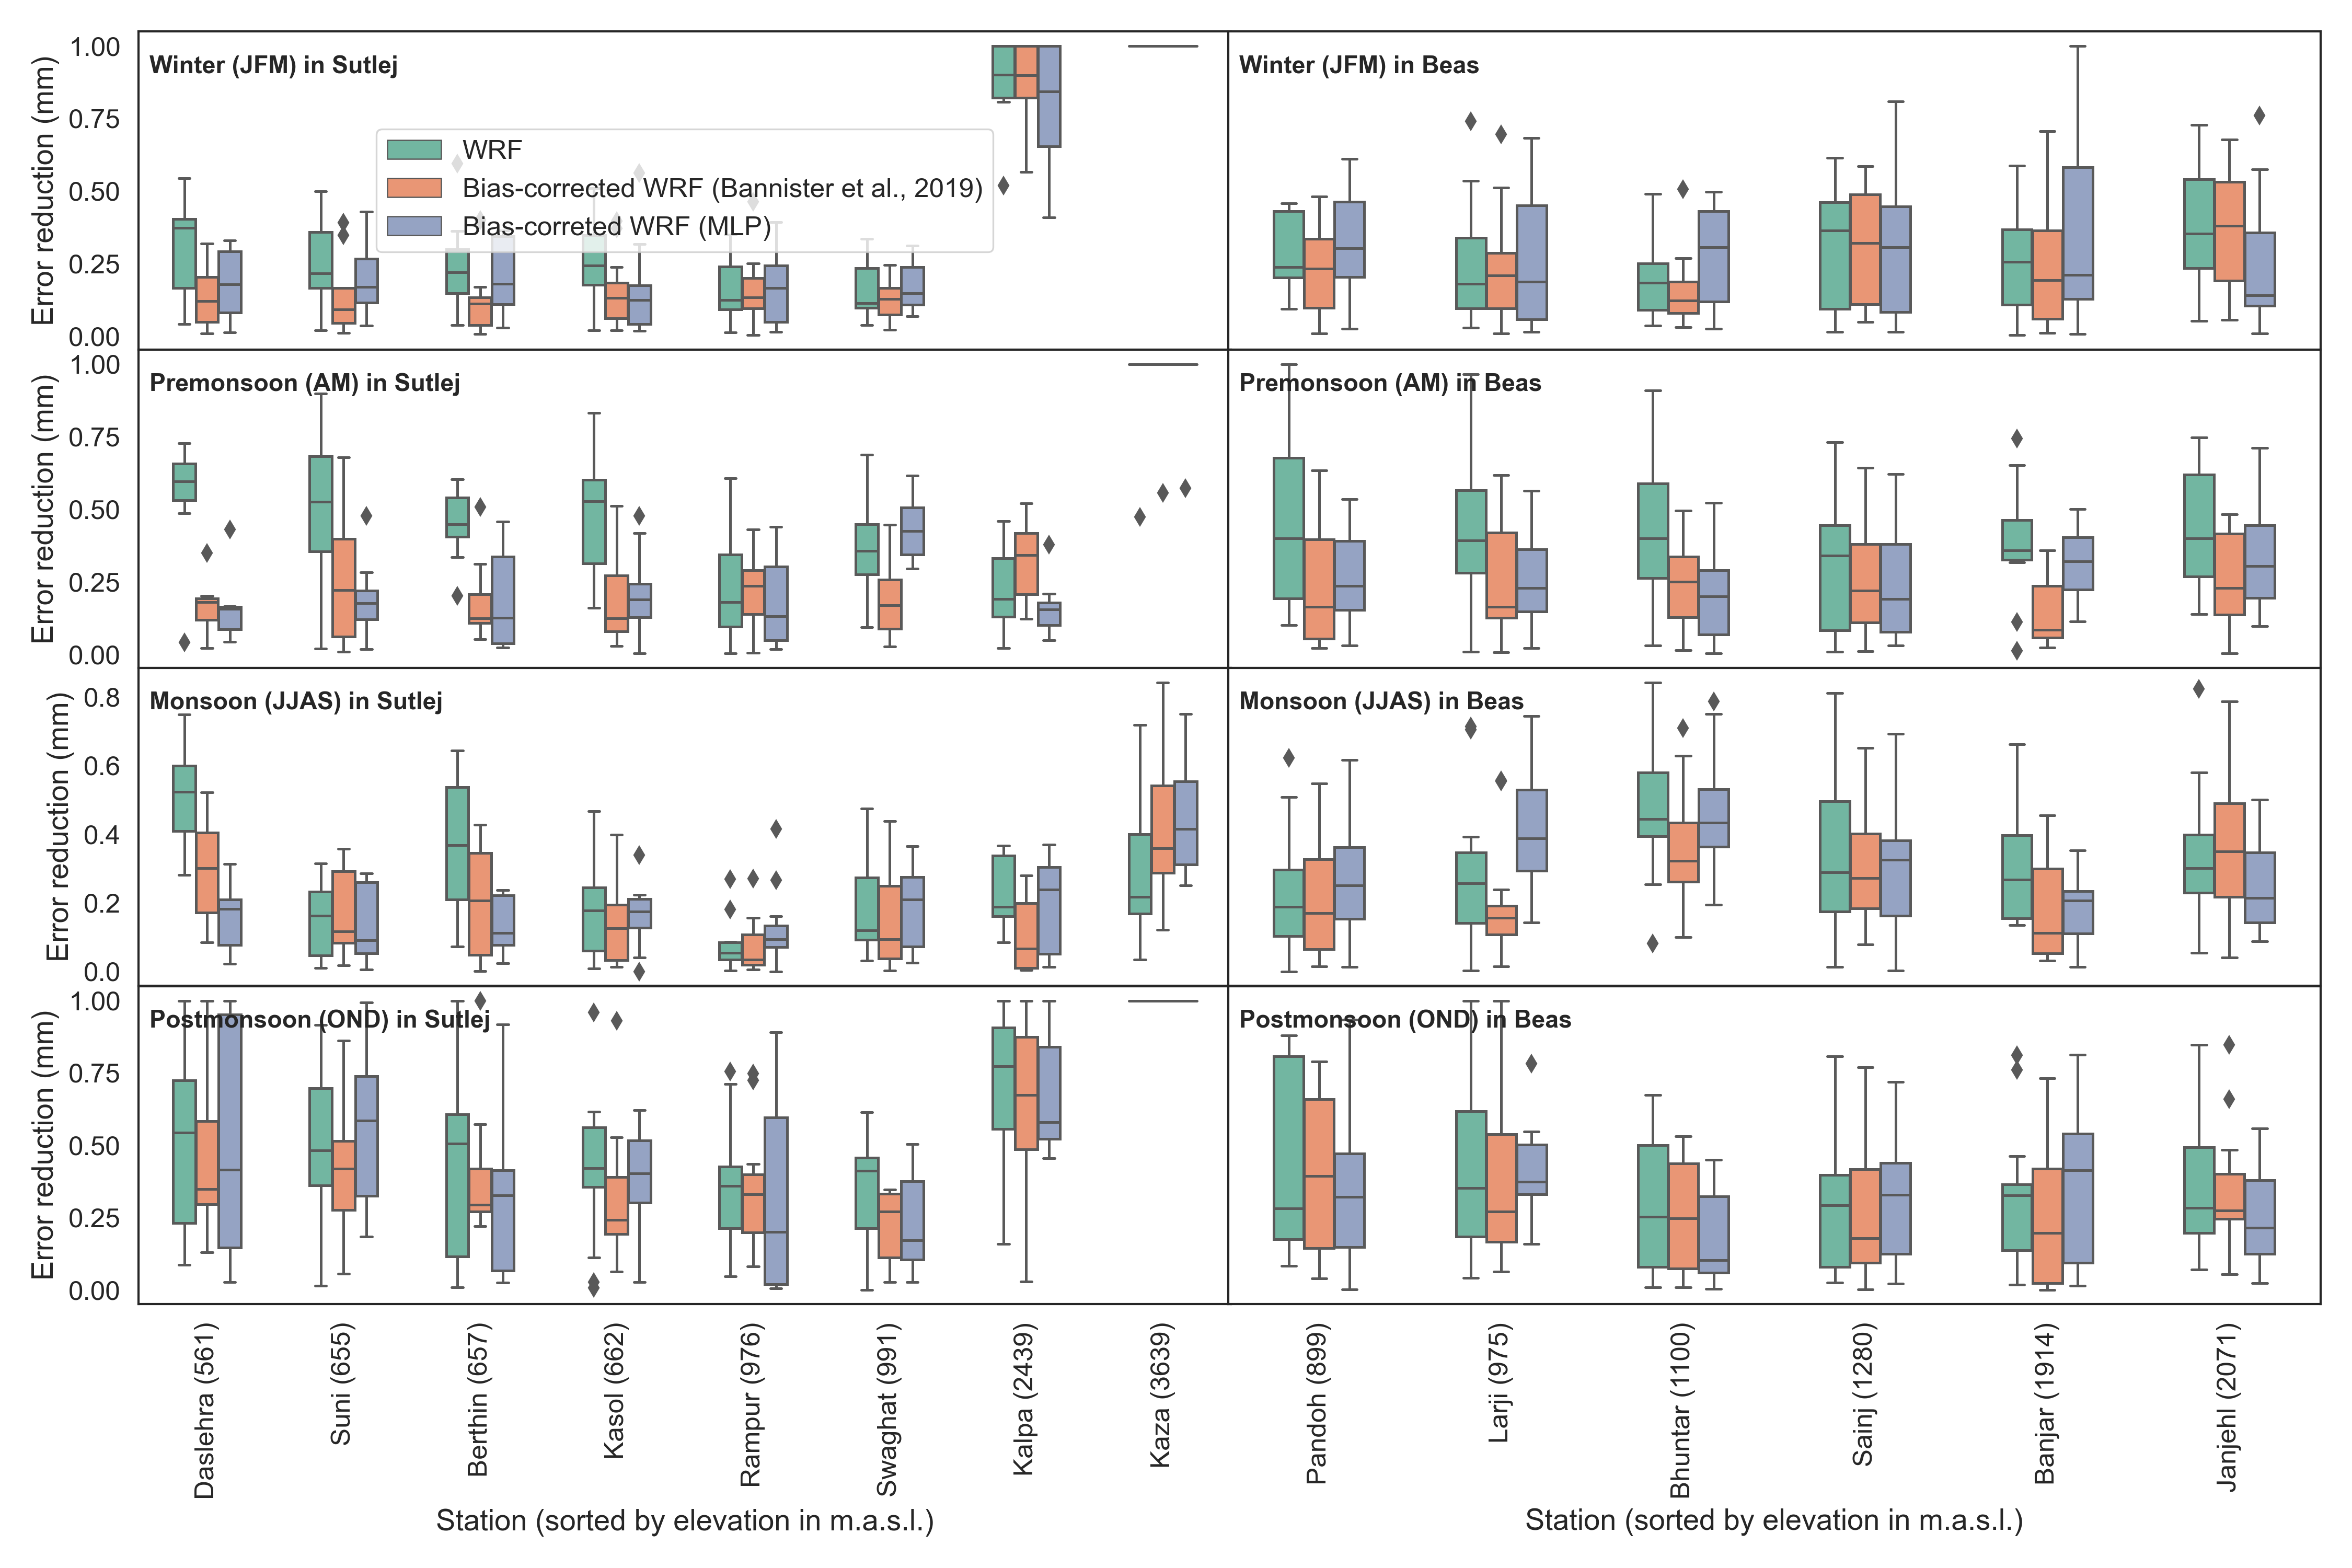 Winter (JFM) in Sutlej
Winter (JFM) in Beas
Error reduction (mm)
1.00
0.75
0.50
0.25
0.00
WRF
Bias-corrected WRF (Bannister et al., 2019)
Bias-correted WRF (MLP)
Premonsoon (AM) in Sutlej
Premonsoon (AM) in Beas
Error reduction (mm)
1.00
0.75
0.50
0.25
0.00
Monsoon (JJAS) in Sutlej
Monsoon (JJAS) in Beas
Error reduction (mm)
0.8
0.6
0.4
0.2
0.0
Postmonsoon (OND) in Sutlej
Postmonsoon (OND) in Beas
Error reduction (mm)
1.00
0.75
0.50
0.25
0.00
Daslehra (561)
Suni (655)
Berthin (657)
Kasol (662)
Rampur (976)
Swaghat (991)
Kalpa (2439)
Kaza (3639)
Pandoh (899)
Larji (975)
Bhuntar (1100)
Sainj (1280)
Banjar (1914)
Janjehl (2071)
Station (sorted by elevation in m.a.s.l.)
Station (sorted by elevation in m.a.s.l.)